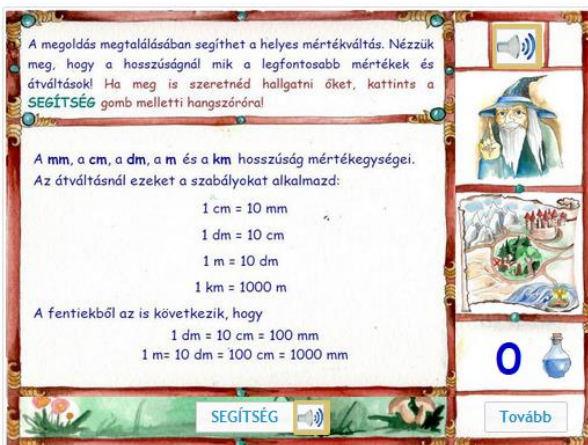 A megoldás megtalálásában segíthet a helyes mértékváltás. Nézzük
meg, hogy a hosszúságnál mik a legfontosabb mértékek és
átváltások! Ha meg is szeretnéd hallgatni őket, kattints a
SEGÍTSÉG gomb melletti hangszóróra!
A mm, a cm, a dm, a m és a km hosszúság mértékegységei.
Az átváltásnál ezeket a szabályokat alkalmazd:
1 cm = 10 mm
1 dm = 10 cm
1 m = 10 dm
1 km = 1000 m
A fentiekből az is következik, hogy
1 dm = 10 cm = 100 mm
1 m= 10 dm = 100 cm = 1000 mm
0
SEGÍTSÉG
Tovább